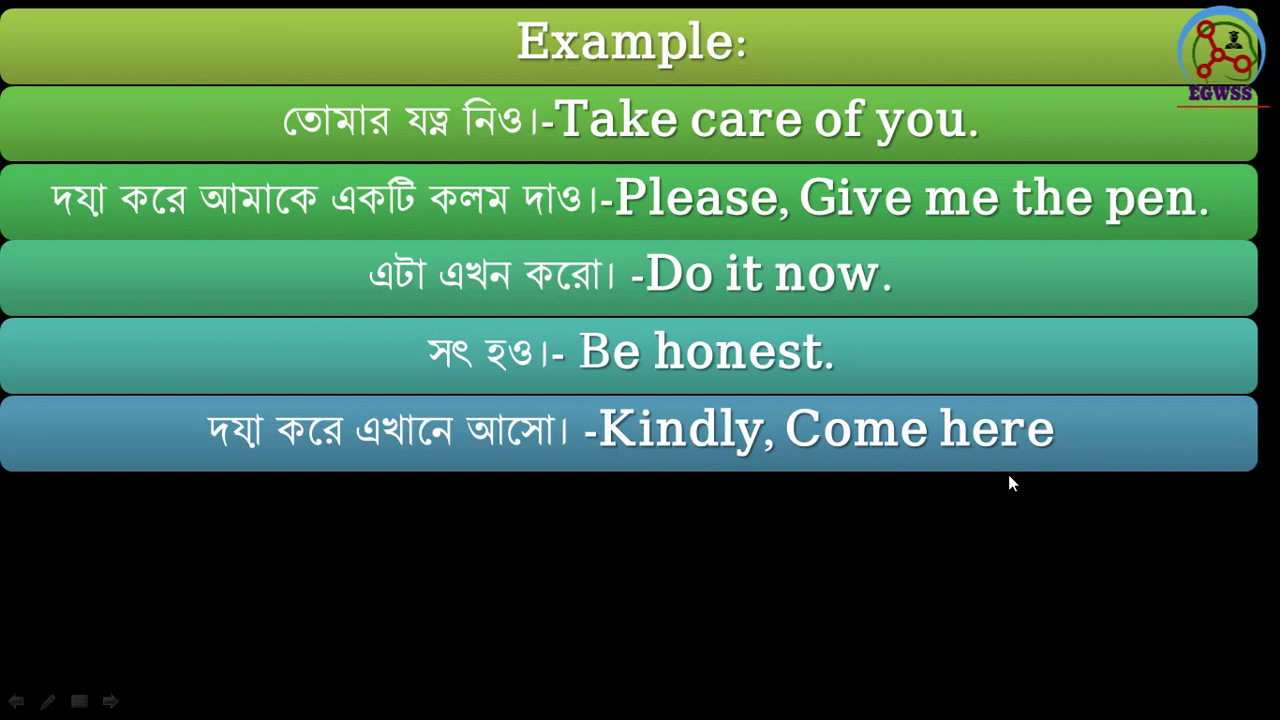 Example:
EGWSS
তোমার যত্ন নিও।-Take care of you.
দয়া করে আমাকে একটি কলম দাও।-Please, Give me the pen.
এটা এখন করো। -Do it now.
সৎ হও।- Be honest.
দয়া করে এখানে আসো। -Kindly, Come here